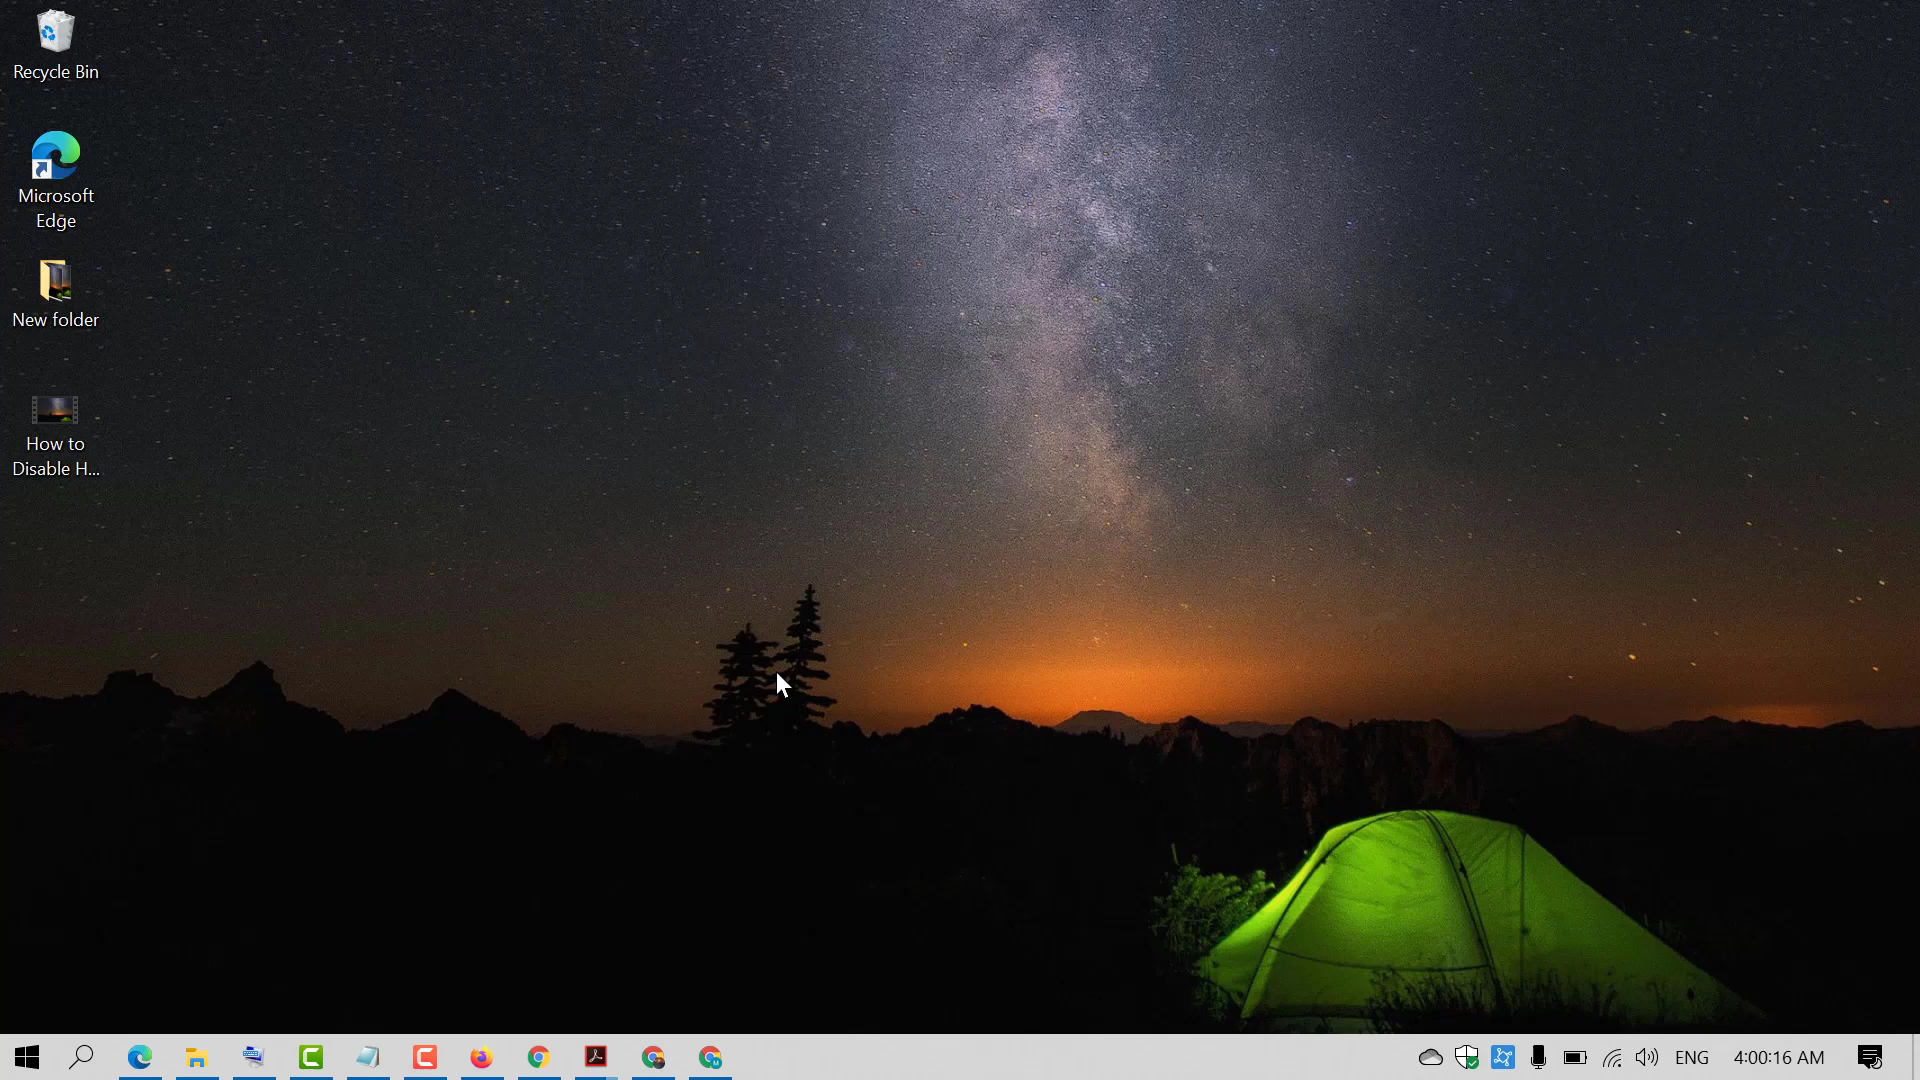 Recycle Bin
Microsoft
Edge
New folder
How to
Disable H...
ENG
4:00:16 AM